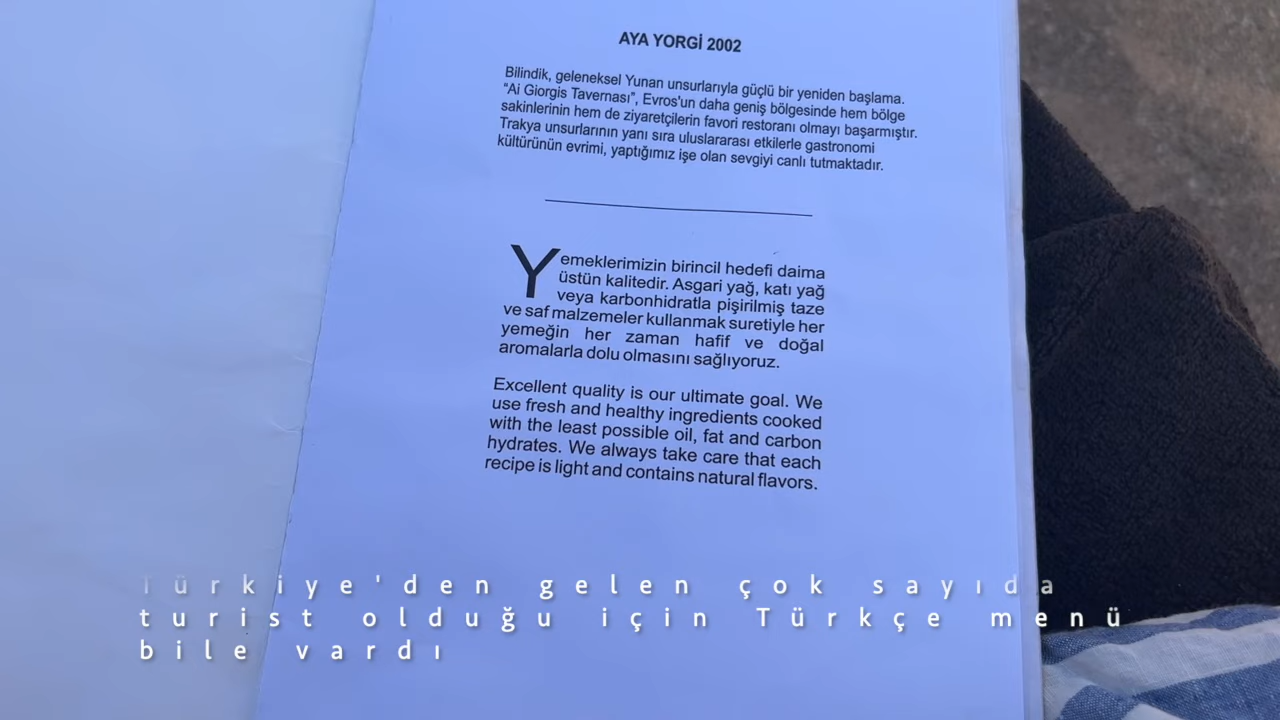 AYA YORGİ 2002
Bilindik, geleneksel Yunan unsurlarıyla güçlü bir yeniden başlama.
"Ai Giorgis Tavernası", Evros'un daha geniş bölgesinde hem bölge
sakinlerinin hem de ziyaretçilerin favori restoranı olmayı başarmıştır.
Trakya unsurlarının yanı sıra uluslararası etkilerle gastronomi
kültürünün evrimi, yaptığımız işe olan sevgiyi canlı tutmaktadır.
Yemeklerimizin birincil hedefi daima
üstün kalitedir. Asgari yağ, katı yağ
veya karbonhidratla pişirilmiş taze
ve saf malzemeler kullanmak suretiyle her
yemeğin her zaman hafif ve doğal
aromalarla dolu olmasını sağlıyoruz.
Excellent quality is our ultimate goal. We
use fresh and healthy ingredients cooked
with the least possible oil, fat and carbon
hydrates. We always take care that each
recipe is light and contains natural flavors.
Türkiye'den gelen çok sayıda
turist olduğu için Türkçe menü
bile vardı